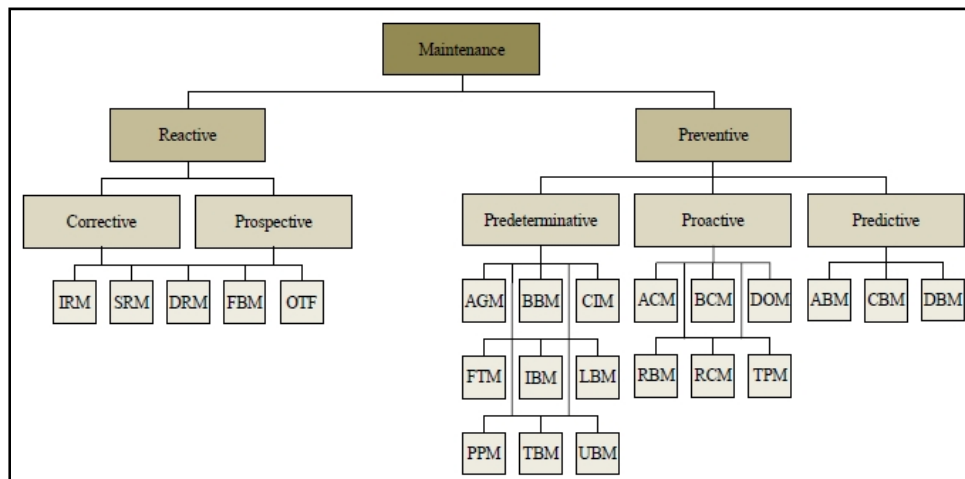 Maintenance
Reactive
Preventive
Corrective
Prospective
Predeterminative
Proactive
Predictive
IRM
SRM
DRM
FBM
OTF
AGM
BBM
CIM
ACM
BCM
DOM
ABM
CBM
DBM
FTM
IBM
LBM
RBM
RCM
TPM
PPM
TBM
UBM